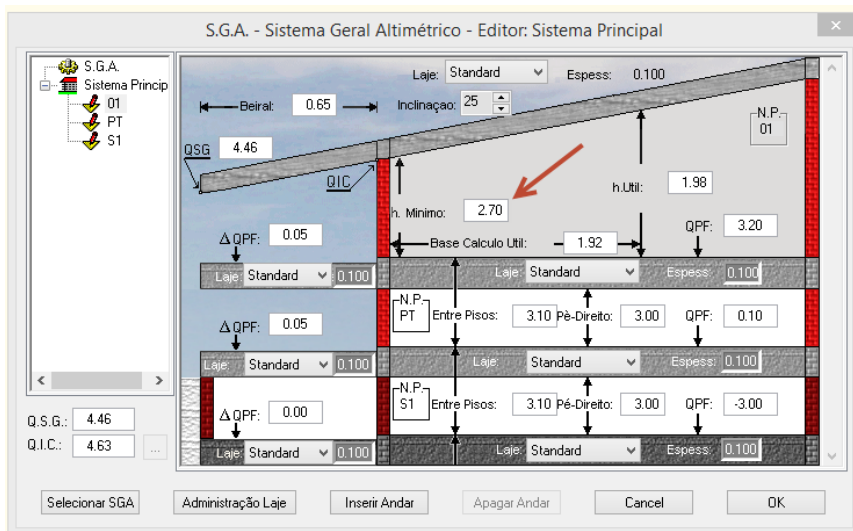 S.G.A. - Sistema Geral Altimétrico - Editor: Sistema Principal
S.G.A.
Sistema Princip
01
PT
S1
Laje: Standard Espess: 0.100
Beiral: 0.65 Inclinaçao: 25
N.P.
01
QSG 4.46
QIC
h. Minimo: 2.70
h.Util: 1.98
Δ QPF: 0.05
Base Calculo Util: 1.92
QPF: 3.20
Laje: Standard 0.100
Laje: Standard Espess: 0.100
N.P.
PT
Entre Pisos: 3.10 Pè-Direito: 3.00 QPF: 0.10
Δ QPF: 0.05
Laje: Standard 0.100
Laje: Standard Espess: 0.100
N.P.
S1
Entre Pisos: 3.10 Pé-Direito: 3.00 QPF: -3.00
Δ QPF: 0.00
Laje: Standard 0.100
Laje: Standard Espess: 0.100
Q.S.G.: 4.46
Q.I.C.: 4.63 ...
Selecionar SGA Administração Laje Inserir Andar Apagar Andar Cancel OK